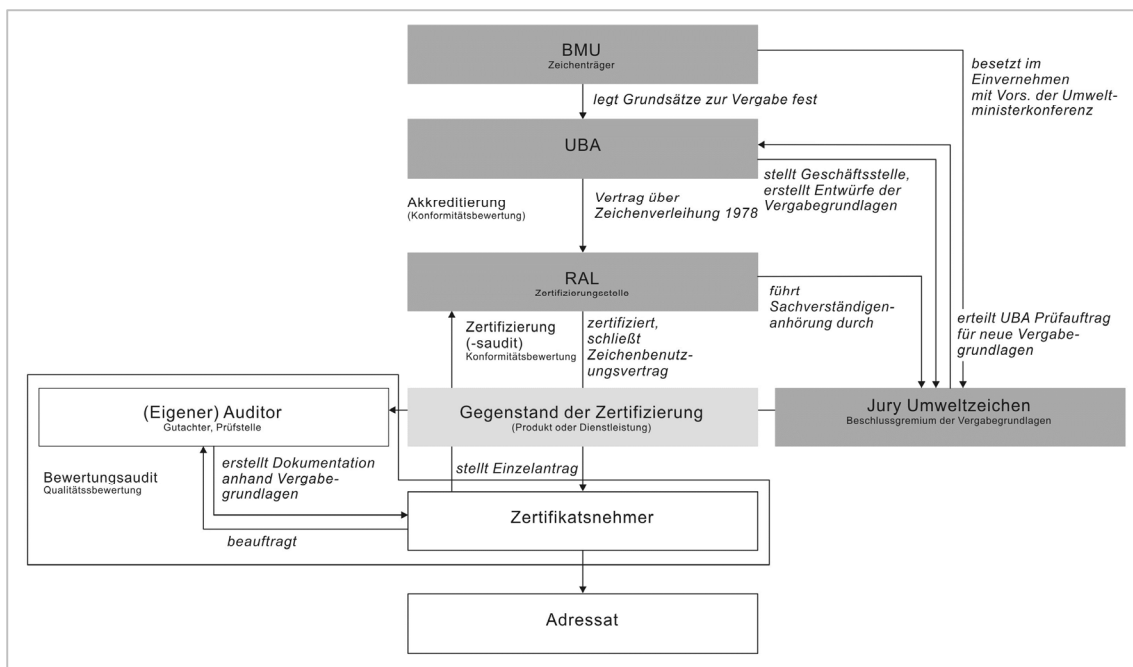 BMU
Zeichenträger
besetzt im
Einvernehmen
mit Vors. der Umwelt-
ministerkonferenz
legt Grundsätze zur Vergabe fest
UBA
stellt Geschäftsstelle,
erstellt Entwürfe der
Vergabegrundlagen
Akkreditierung
(Konformitätsbewertung)
Vertrag über
Zeichenverleihung 1978
RAL
Zertifizierungsstelle
führt
Sachverständigen-
anhörung durch
erteilt UBA Prüfauftrag
für neue Vergabe-
grundlagen
Zertifizierung
(-saudit)
Konformitätsbewertung
zertifiziert,
schließt
Zeichenbenutz-
ungsvertrag
(Eigener) Auditor
Gutachter, Prüfstelle
Gegenstand der Zertifizierung
(Produkt oder Dienstleistung)
Jury Umweltzeichen
Beschlussgremium der Vergabegrundlagen
Bewertungsaudit
Qualitätssbewertung
erstellt Dokumentation
anhand Vergabe-
grundlagen
stellt Einzelantrag
Zertifikatsnehmer
beauftragt
Adressat